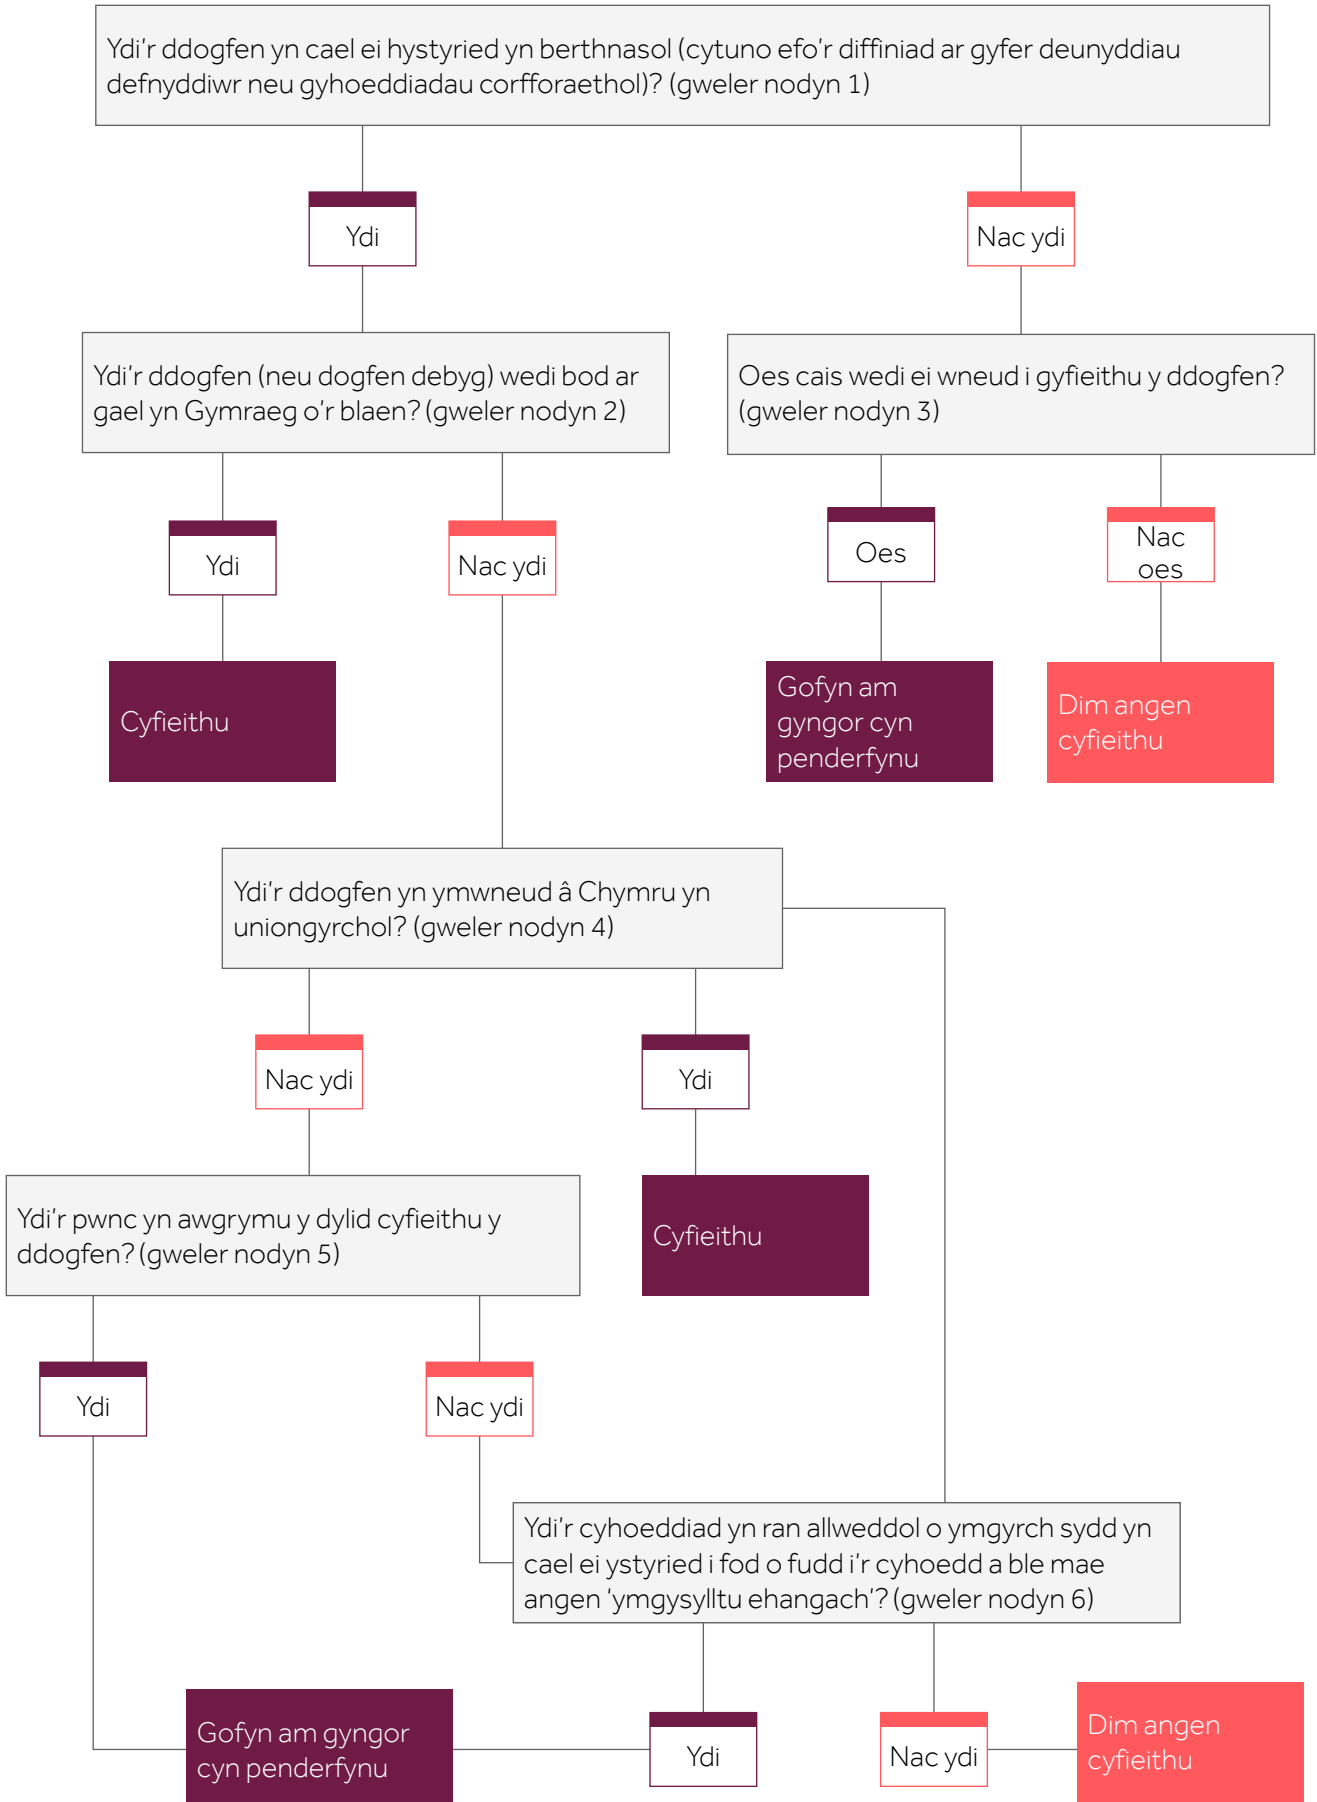 Ydi'r ddogfen yn cael ei hystyried yn berthnasol (cytuno efo'r diffiniad ar gyfer deunyddiau
defnyddiwr neu gyhoeddiadau corfforaethol)? (gweler nodyn 1)
Ydi
Nac ydi
Ydi'r ddogfen (neu dogfen debyg) wedi bod ar
gael yn Gymraeg o'r blaen? (gweler nodyn 2)
Oes cais wedi ei wneud i gyfieithu y ddogfen?
(gweler nodyn 3)
Ydi
Nac ydi
Oes
Nac
oes
Cyfieithu
Gofyn am
gyngor cyn
penderfynu
Dim angen
cyfieithu
Ydi'r ddogfen yn ymwneud â Chymru yn
uniongyrchol? (gweler nodyn 4)
Nac ydi
Ydi
Ydi'r pwnc yn awgrymu y dylid cyfieithu y
ddogfen? (gweler nodyn 5)
Cyfieithu
Ydi
Nac ydi
Ydi'r cyhoeddiad yn ran allweddol o ymgyrch sydd yn
cael ei ystyried i fod o fudd i'r cyhoedd a ble mae
angen 'ymgysylltu ehangach'? (gweler nodyn 6)
Gofyn am gyngor
cyn penderfynu
Ydi
Nac ydi
Dim angen
cyfieithu